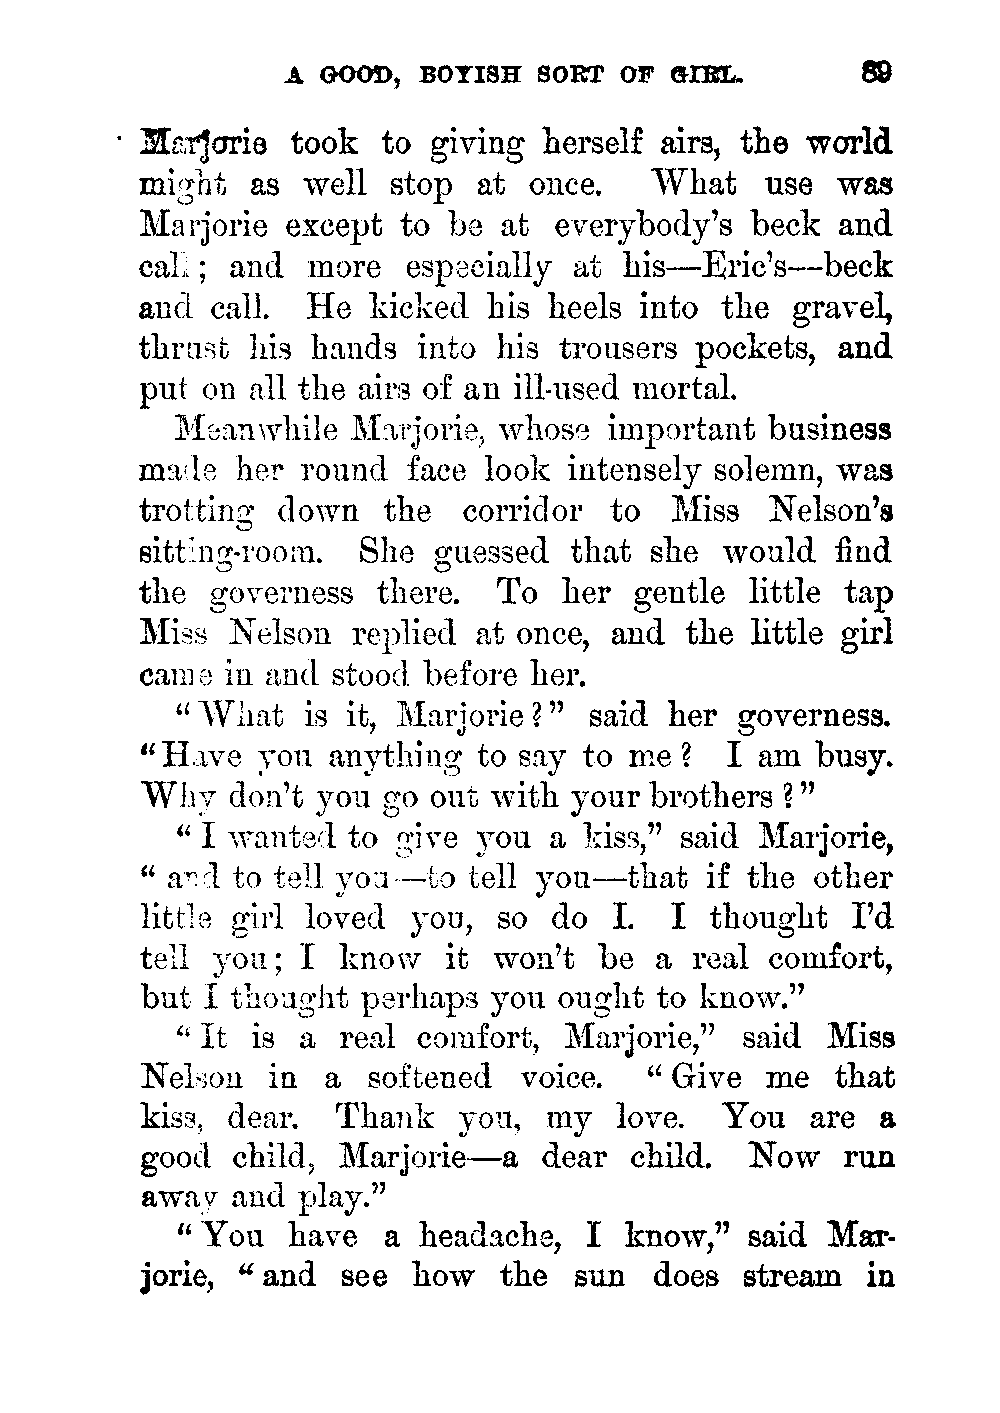 A GOOD, BOYISH SORT OF GIRL. 89
Marjorie took to giving herself airs, the world
might as well stop at once. What use was
Marjorie except to be at everybody's beck and
call; and more especially at his—Eric's—beck
and call. He kicked his heels into the gravel,
thrust his hands into his trousers pockets, and
put on all the airs of an ill-used mortal.
Meanwhile Marjorie, whose important business
made her round face look intensely solemn, was
trotting down the corridor to Miss Nelson's
sitting-room. She guessed that she would find
the governess there. To her gentle little tap
Miss Nelson replied at once, and the little girl
came in and stood before her.
"What is it, Marjorie?" said her governess.
"Have you anything to say to me? I am busy.
Why don't you go out with your brothers?"
"I wanted to give you a kiss," said Marjorie,
"and to tell you—to tell you—that if the other
little girl loved you, so do I. I thought I'd
tell you; I know it won't be a real comfort,
but I thought perhaps you ought to know."
"It is a real comfort, Marjorie," said Miss
Nelson in a softened voice. "Give me that
kiss, dear. Thank you, my love. You are a
good child, Marjorie—a dear child. Now run
away and play."
"You have a headache, I know," said Mar-
jorie, "and see how the sun does stream in